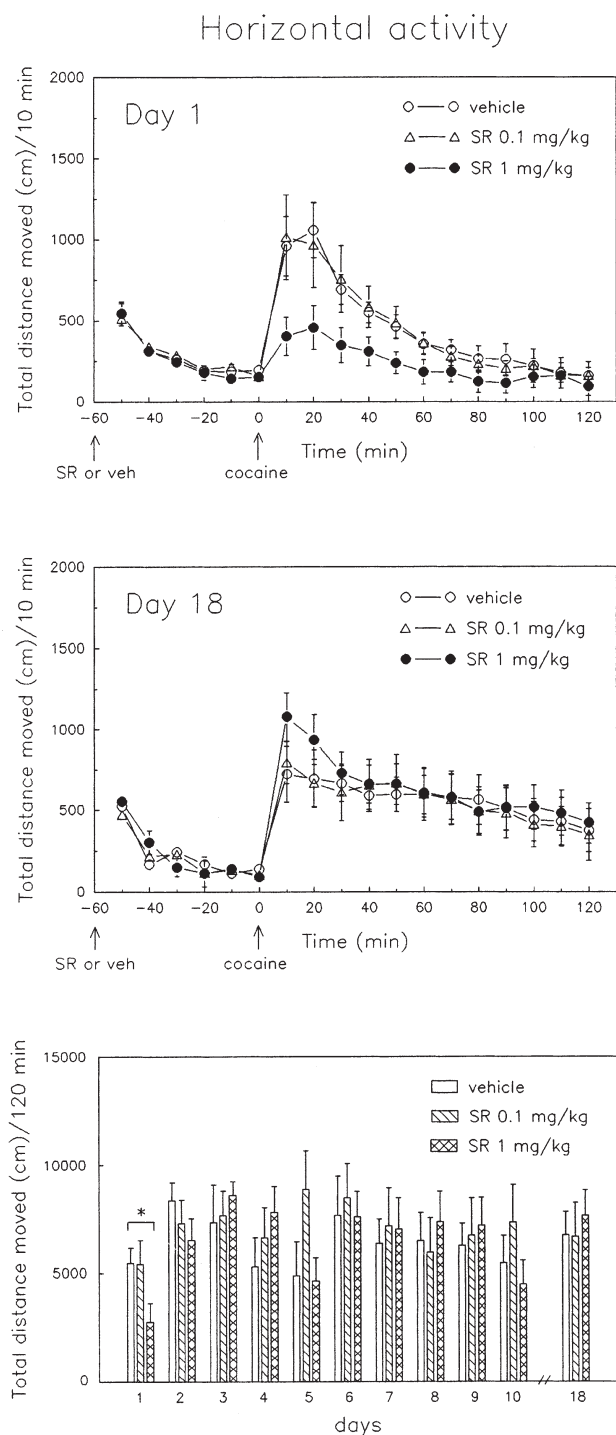 Horizontal activity
Total distance moved (cm)/10 min
2000
1500
1000
500
0
Day 1
vehicle
SR 0.1 mg/kg
SR 1 mg/kg
−60 −40 −20 0 20 40 60 80 100 120
Time (min)
SR or veh
cocaine
Total distance moved (cm)/10 min
2000
1500
1000
500
0
Day 18
vehicle
SR 0.1 mg/kg
SR 1 mg/kg
−60 −40 −20 0 20 40 60 80 100 120
Time (min)
SR or veh
cocaine
Total distance moved (cm)/120 min
15000
10000
5000
0
vehicle
SR 0.1 mg/kg
SR 1 mg/kg
*
1 2 3 4 5 6 7 8 9 10 // 18
days